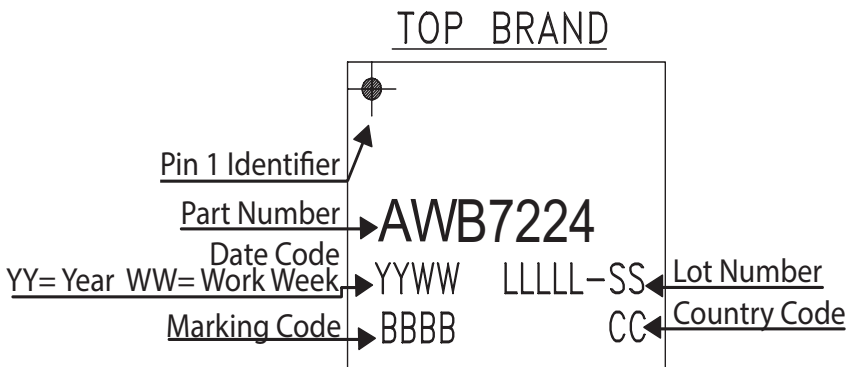 TOP BRAND
Pin 1 Identifier
Part Number AWB7224
Date Code
YY= Year WW= Work Week YYWW LLLLL-SS Lot Number
Marking Code BBBB CC Country Code